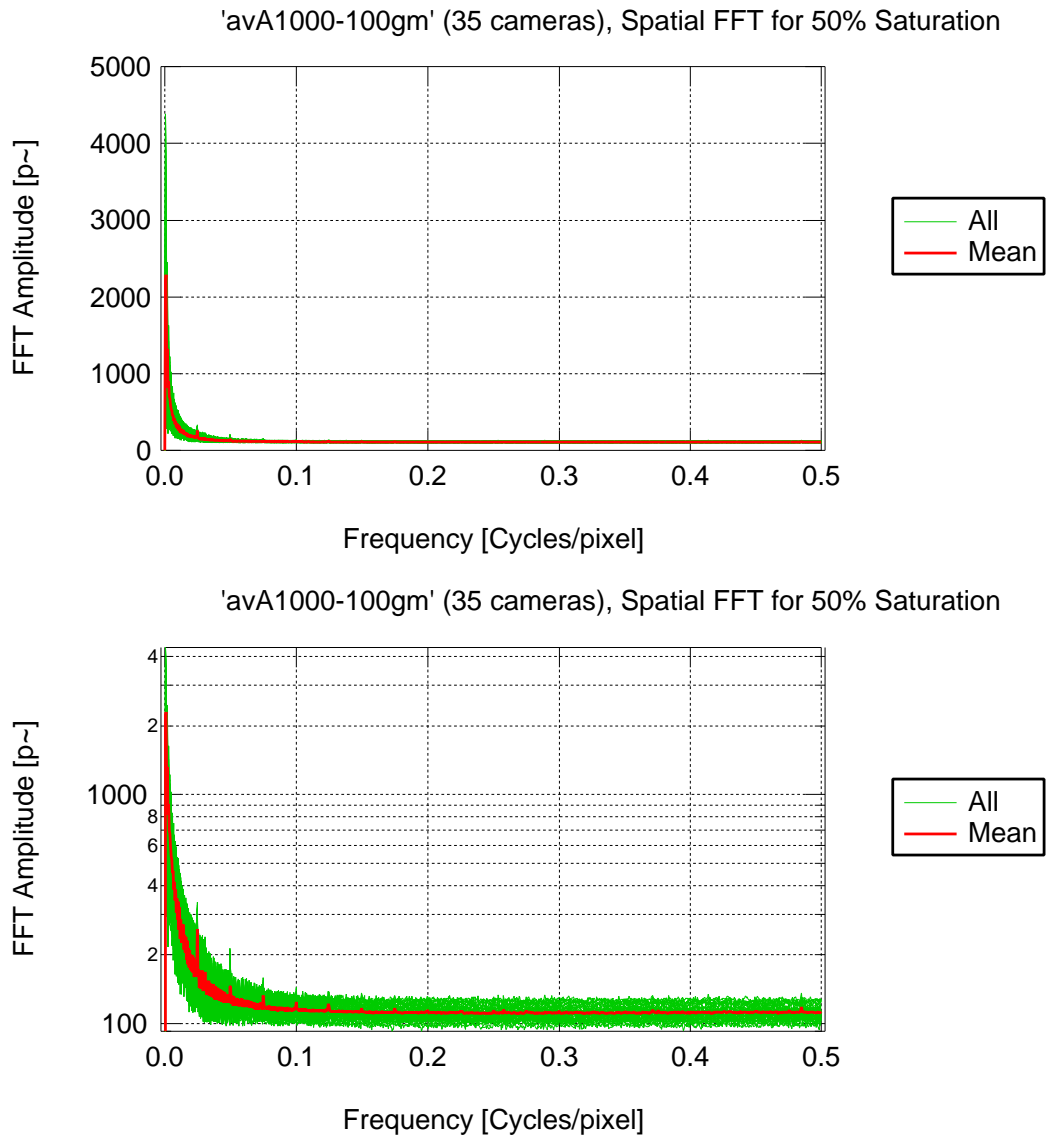 'avA1000-100gm' (35 cameras), Spatial FFT for 50% Saturation
5000
4000
3000
2000
1000
0
FFT Amplitude [p~]
0.0 0.1 0.2 0.3 0.4 0.5
Frequency [Cycles/pixel]
All
Mean
'avA1000-100gm' (35 cameras), Spatial FFT for 50% Saturation
4
2
1000
8
6
4
2
100
FFT Amplitude [p~]
0.0 0.1 0.2 0.3 0.4 0.5
Frequency [Cycles/pixel]
All
Mean